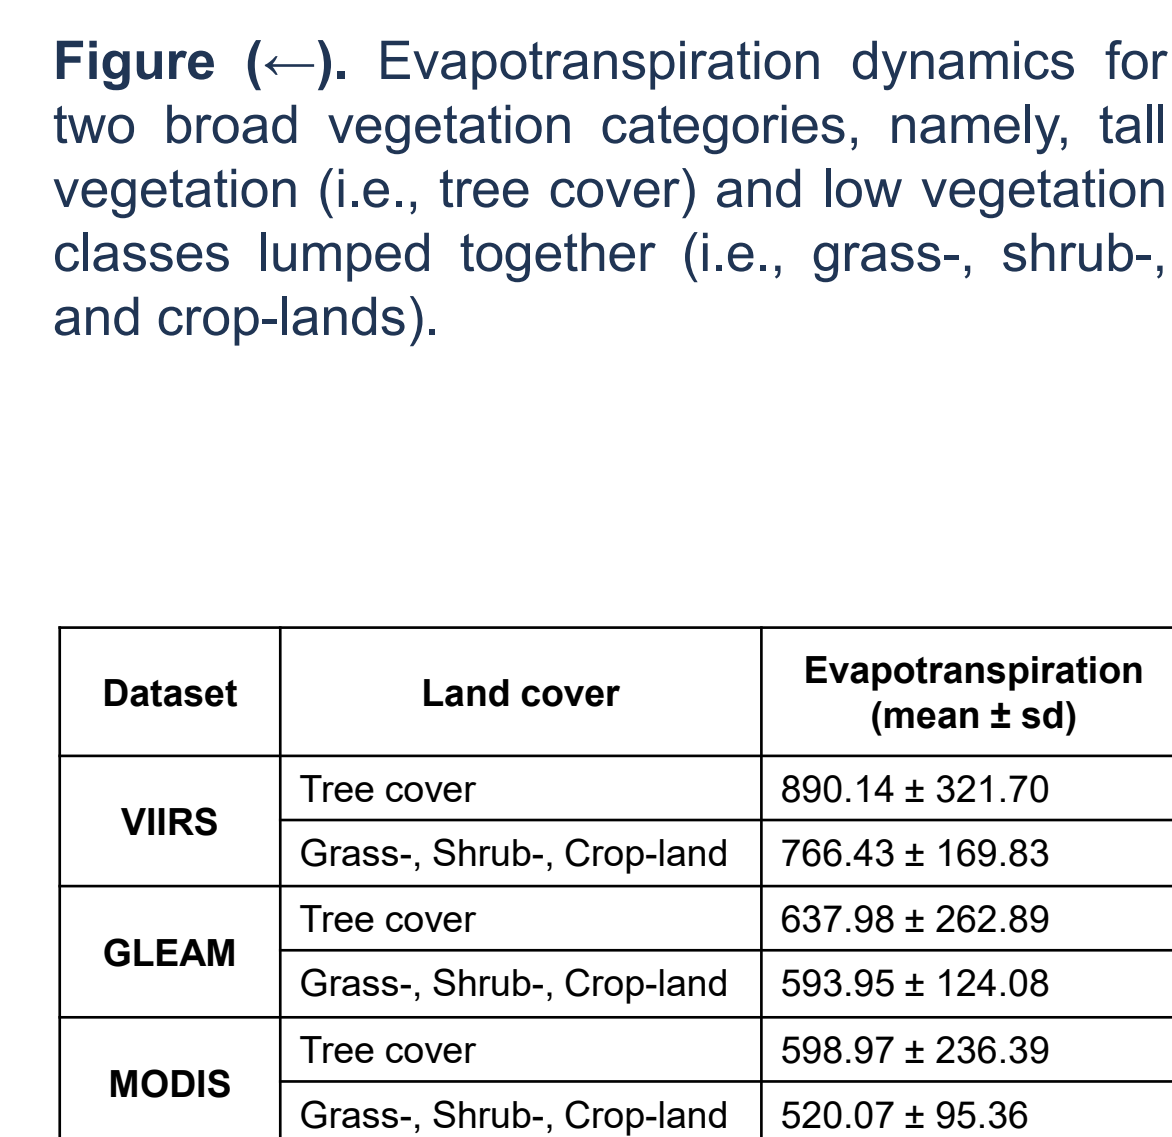 Figure (←). Evapotranspiration dynamics for
two broad vegetation categories, namely, tall
vegetation (i.e., tree cover) and low vegetation
classes lumped together (i.e., grass-, shrub-,
and crop-lands).
Dataset Land cover Evapotranspiration
(mean ± sd)
VIIRS
Tree cover 890.14 ± 321.70
Grass-, Shrub-, Crop-land 766.43 ± 169.83
GLEAM
Tree cover 637.98 ± 262.89
Grass-, Shrub-, Crop-land 593.95 ± 124.08
MODIS
Tree cover 598.97 ± 236.39
Grass-, Shrub-, Crop-land 520.07 ± 95.36